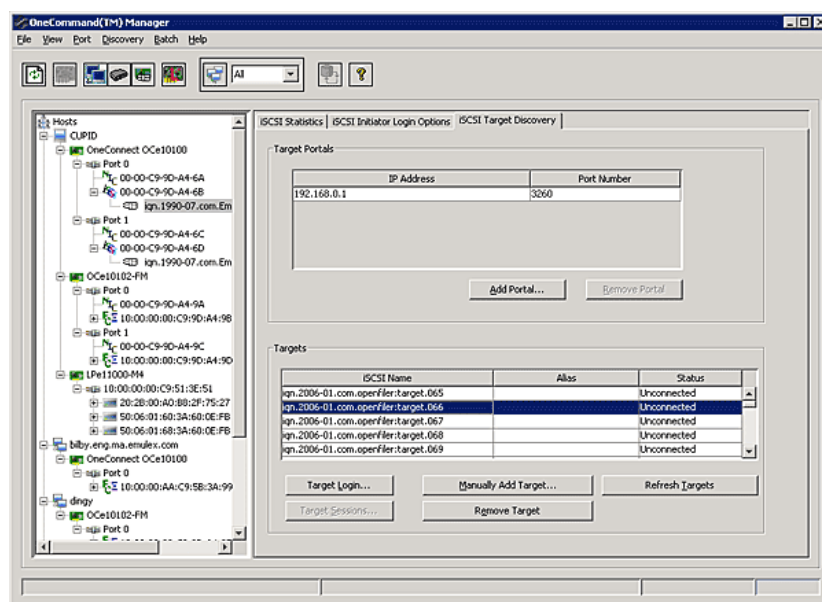 OneCommand(TM) Manager
File View Port Discovery Batch Help
All
Hosts
CUPID
OneConnect OCe10100
Port 0
00-00-C9-9D-A4-6A
00-00-C9-9D-A4-6B
iqn.1990-07.com.Em
Port 1
00-00-C9-9D-A4-6C
00-00-C9-9D-A4-6D
iqn.1990-07.com.Em
OCe10102-FM
Port 0
00-00-C9-9D-A4-9A
10:00:00:00:C9:9D:A4:9B
Port 1
00-00-C9-9D-A4-9C
10:00:00:00:C9:9D:A4:9D
LPe11000-M4
10:00:00:00:C9:51:3E:51
20:2B:00:A0:B8:2F:75:27
50:06:01:60:3A:60:0E:FB
50:06:01:68:3A:60:0E:FB
bilby.eng.ma.emulex.com
OneConnect OCe10100
Port 0
10:00:00:AA:C9:5B:3A:99
dingy
OCe10102-FM
Port 0
iSCSI Statistics iSCSI Initiator Login Options iSCSI Target Discovery
Target Portals
IP Address Port Number
192.168.0.1 3260
Add Portal... Remove Portal
Targets
iSCSI Name Alias Status
iqn.2006-01.com.openfiler:target.065 Unconnected
iqn.2006-01.com.openfiler:target.066 Unconnected
iqn.2006-01.com.openfiler:target.067 Unconnected
iqn.2006-01.com.openfiler:target.068 Unconnected
iqn.2006-01.com.openfiler:target.069 Unconnected
Target Login... Manually Add Target... Refresh Targets
Target Sessions... Remove Target